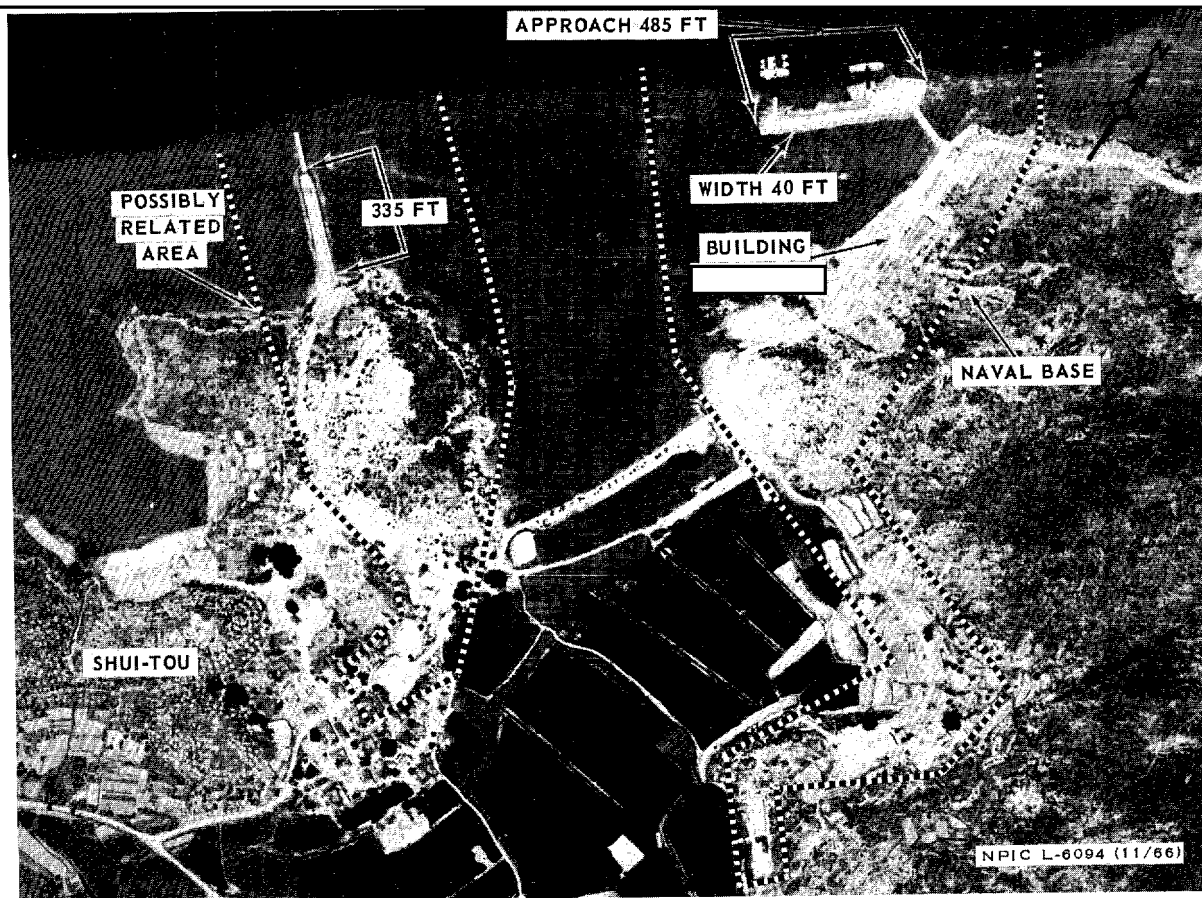 APPROACH 485 FT
WIDTH 40 FT
POSSIBLY
RELATED
AREA
335 FT
BUILDING
NAVAL BASE
SHUI-TOU
NPIC L-6094 (11/66)